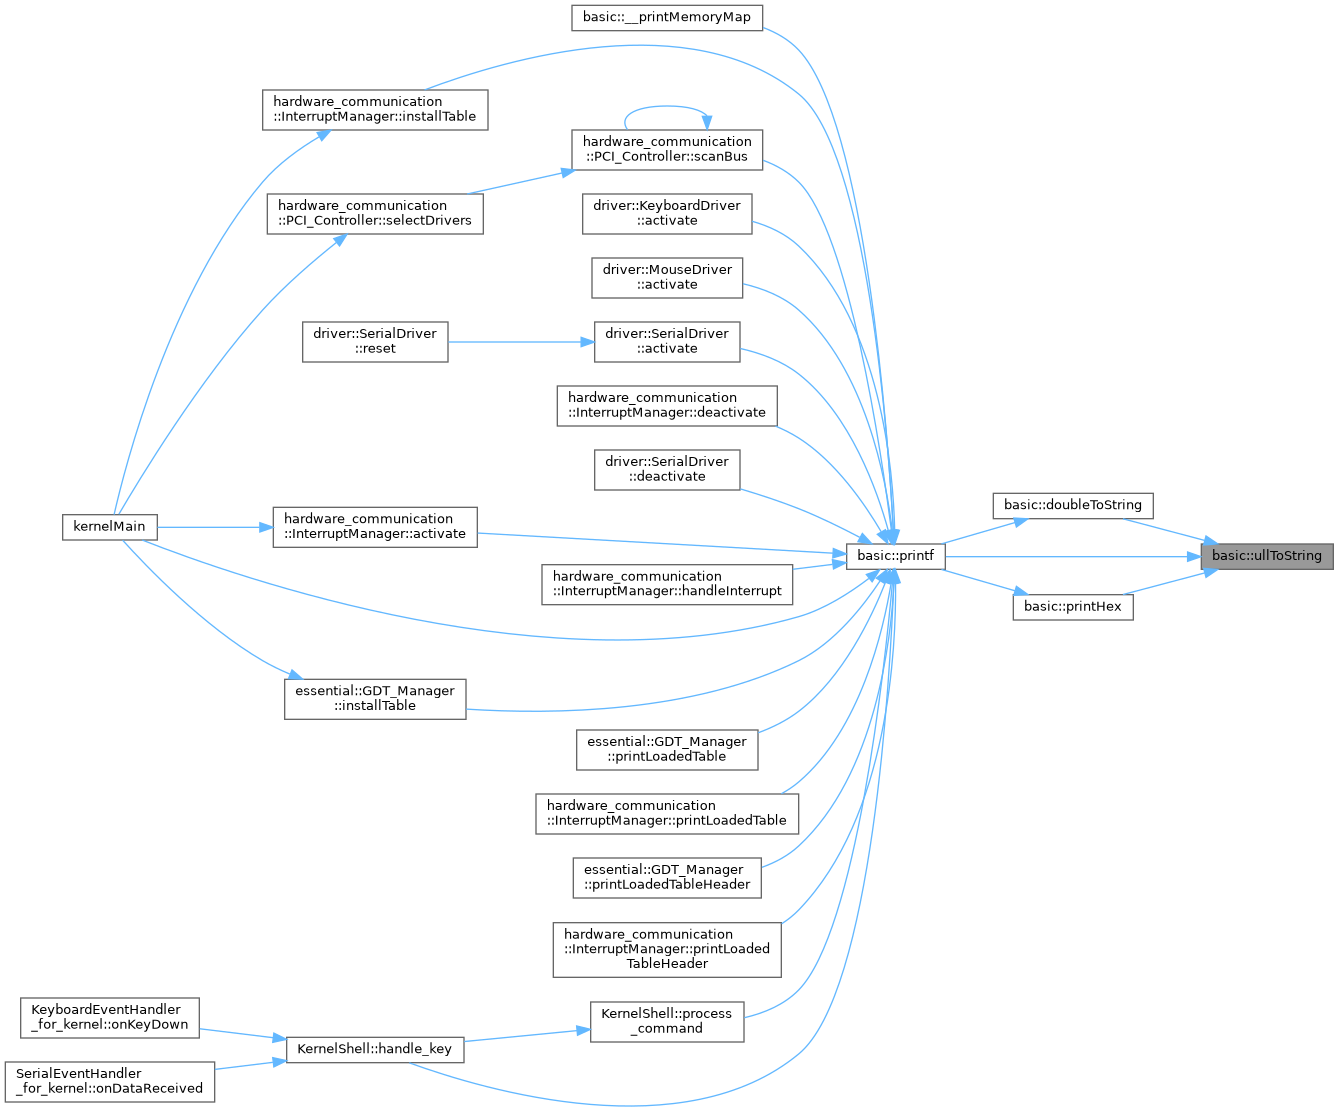 basic::__printMemoryMap
hardware_communication
::InterruptManager::installTable
hardware_communication
::PCI_Controller::scanBus
hardware_communication
::PCI_Controller::selectDrivers
driver::KeyboardDriver
::activate
driver::MouseDriver
::activate
driver::SerialDriver
::reset
driver::SerialDriver
::activate
hardware_communication
::InterruptManager::deactivate
driver::SerialDriver
::deactivate
basic::doubleToString
kernelMain
hardware_communication
::InterruptManager::activate
basic::printf
basic::ullToString
hardware_communication
::InterruptManager::handleInterrupt
basic::printHex
essential::GDT_Manager
::installTable
essential::GDT_Manager
::printLoadedTable
hardware_communication
::InterruptManager::printLoadedTable
essential::GDT_Manager
::printLoadedTableHeader
hardware_communication
::InterruptManager::printLoaded
TableHeader
KeyboardEventHandler
_for_kernel::onKeyDown
KernelShell::process
_command
KernelShell::handle_key
SerialEventHandler
_for_kernel::onDataReceived